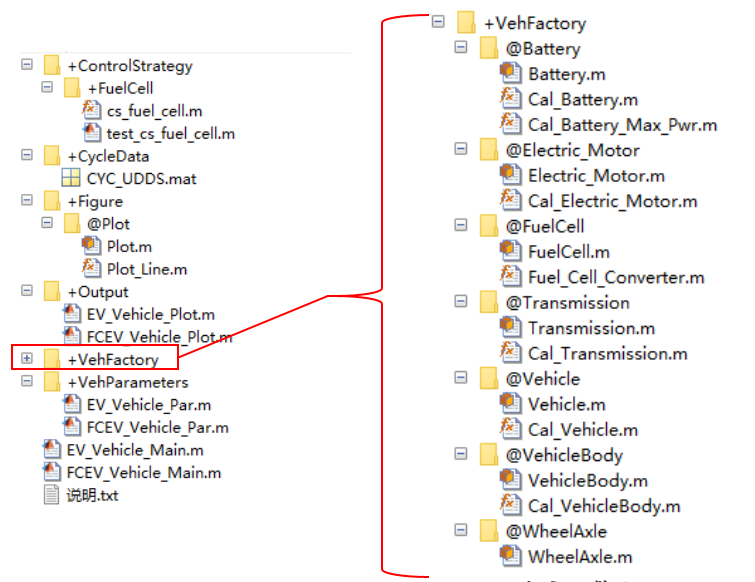 +ControlStrategy
+FuelCell
cs_fuel_cell.m
test_cs_fuel_cell.m
+CycleData
CYC_UDDS.mat
+Figure
@Plot
Plot.m
Plot_Line.m
+Output
EV_Vehicle_Plot.m
FCEV_Vehicle_Plot.m
+VehFactory
+VehParameters
EV_Vehicle_Par.m
FCEV_Vehicle_Par.m
EV_Vehicle_Main.m
FCEV_Vehicle_Main.m
说明.txt
+VehFactory
@Battery
Battery.m
Cal_Battery.m
Cal_Battery_Max_Pwr.m
@Electric_Motor
Electric_Motor.m
Cal_Electric_Motor.m
@FuelCell
FuelCell.m
Fuel_Cell_Converter.m
@Transmission
Transmission.m
Cal_Transmission.m
@Vehicle
Vehicle.m
Cal_Vehicle.m
@VehicleBody
VehicleBody.m
Cal_VehicleBody.m
@WheelAxle
WheelAxle.m